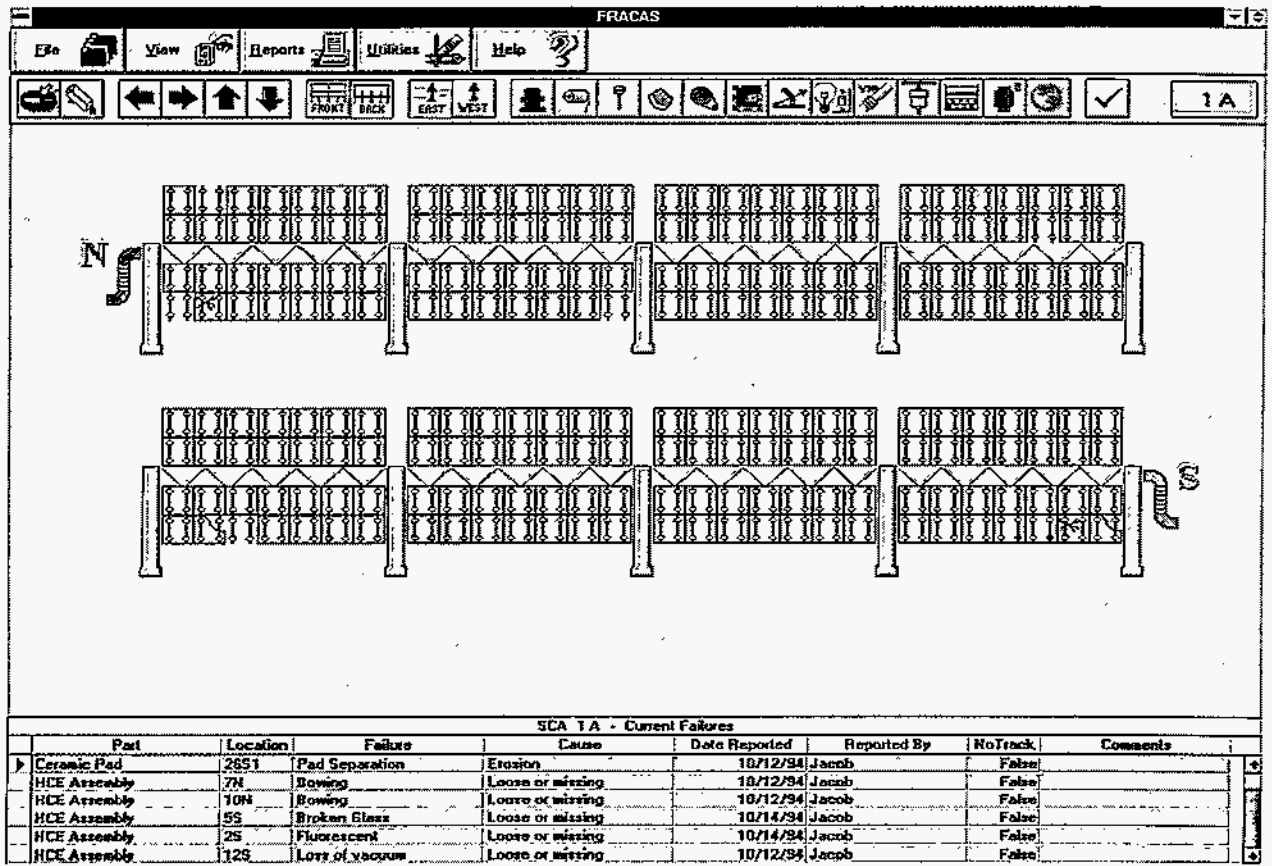 FRACAS
File View Reports Utilities Help
FRONT BACK EAST WEST 1 A
N
S
SCA 1 A - Current Failures
Part Location Failure Cause Date Reported Reported By NoTrack Comments
Ceramic Pad 26S1 Pad Separation Erosion 10/12/94 Jacob False
HCE Assembly 7N Bowing Loose or missing 10/12/94 Jacob False
HCE Assembly 10N Bowing Loose or missing 10/12/94 Jacob False
HCE Assembly 5S Broken Glass Loose or missing 10/14/94 Jacob False
HCE Assembly 2S Fluorescent Loose or missing 10/14/94 Jacob False
HCE Assembly 12S Loss of vacuum Loose or missing 10/12/94 Jacob False